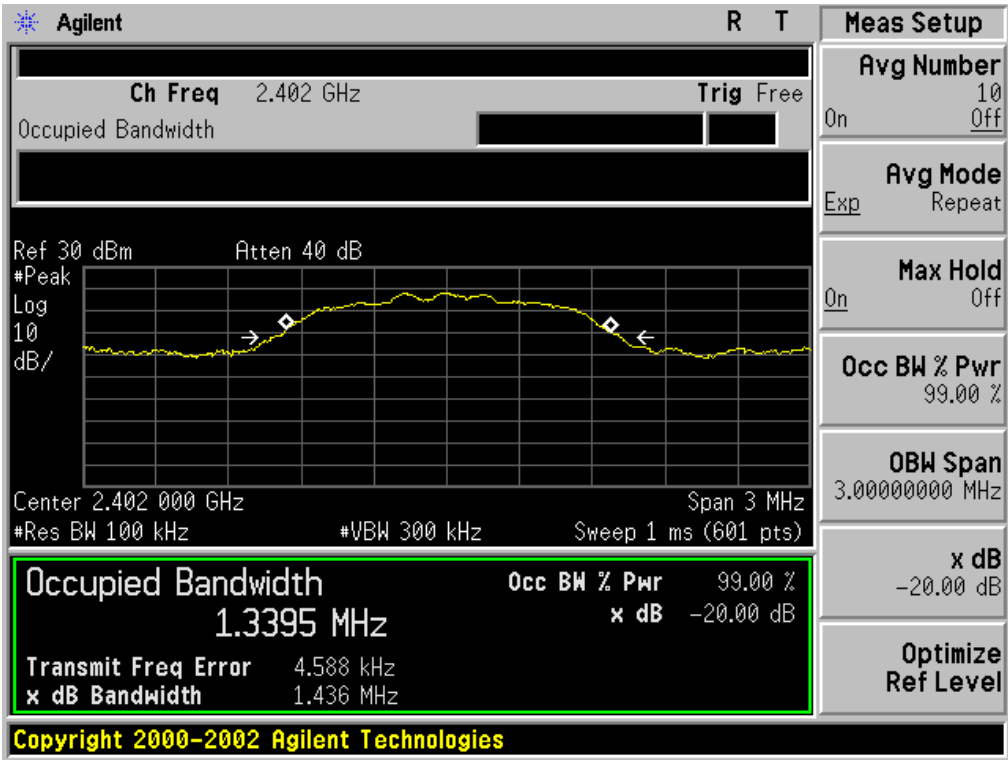 Agilent R T
Meas Setup
Ch Freq 2.402 GHz Trig Free
Occupied Bandwidth
Avg Number
10
On Off
Avg Mode
Exp Repeat
Max Hold
On Off
Occ BW % Pwr
99.00 %
OBW Span
3.00000000 MHz
x dB
-20.00 dB
Optimize
Ref Level
Ref 30 dBm Atten 40 dB
#Peak
Log
10
dB/
Center 2.402 000 GHz Span 3 MHz
#Res BW 100 kHz #VBW 300 kHz Sweep 1 ms (601 pts)
Occupied Bandwidth
1.3395 MHz
Occ BW % Pwr 99.00 %
x dB -20.00 dB
Transmit Freq Error 4.588 kHz
x dB Bandwidth 1.436 MHz
Copyright 2000-2002 Agilent Technologies